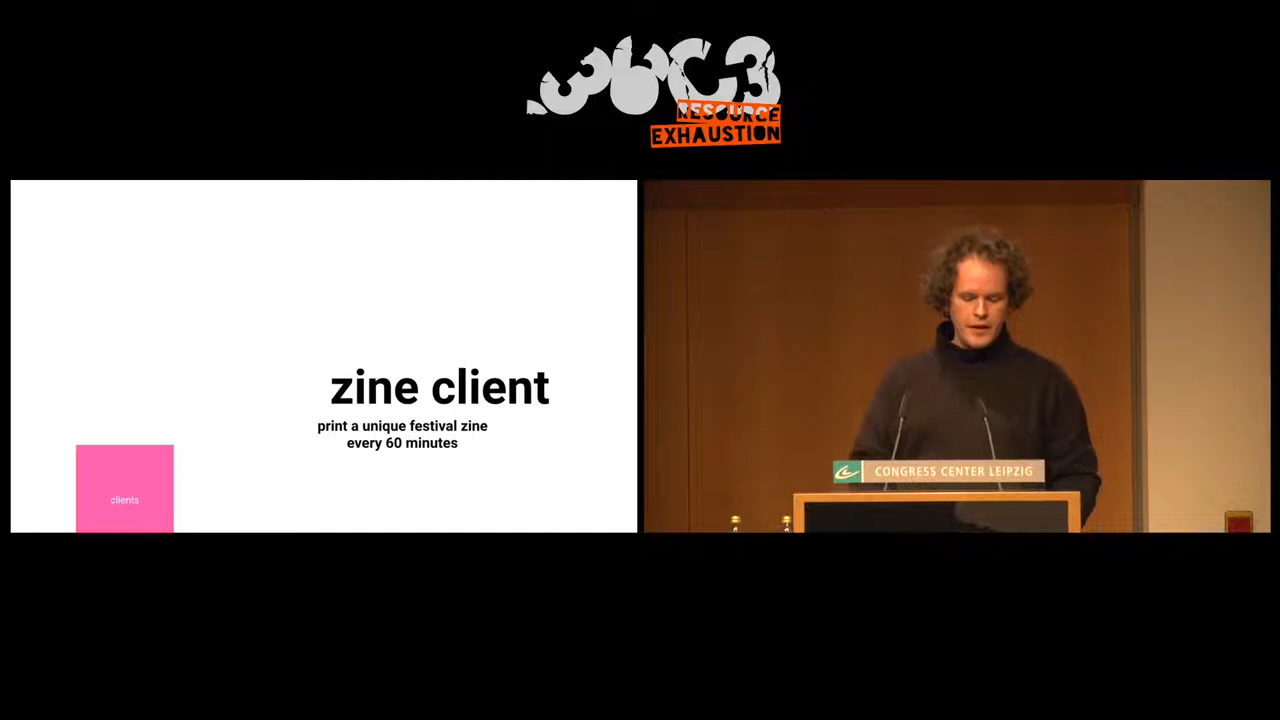 36C3
RESOURCE
EXHAUSTION
zine client
print a unique festival zine
every 60 minutes
clients
CONGRESS CENTER LEIPZIG